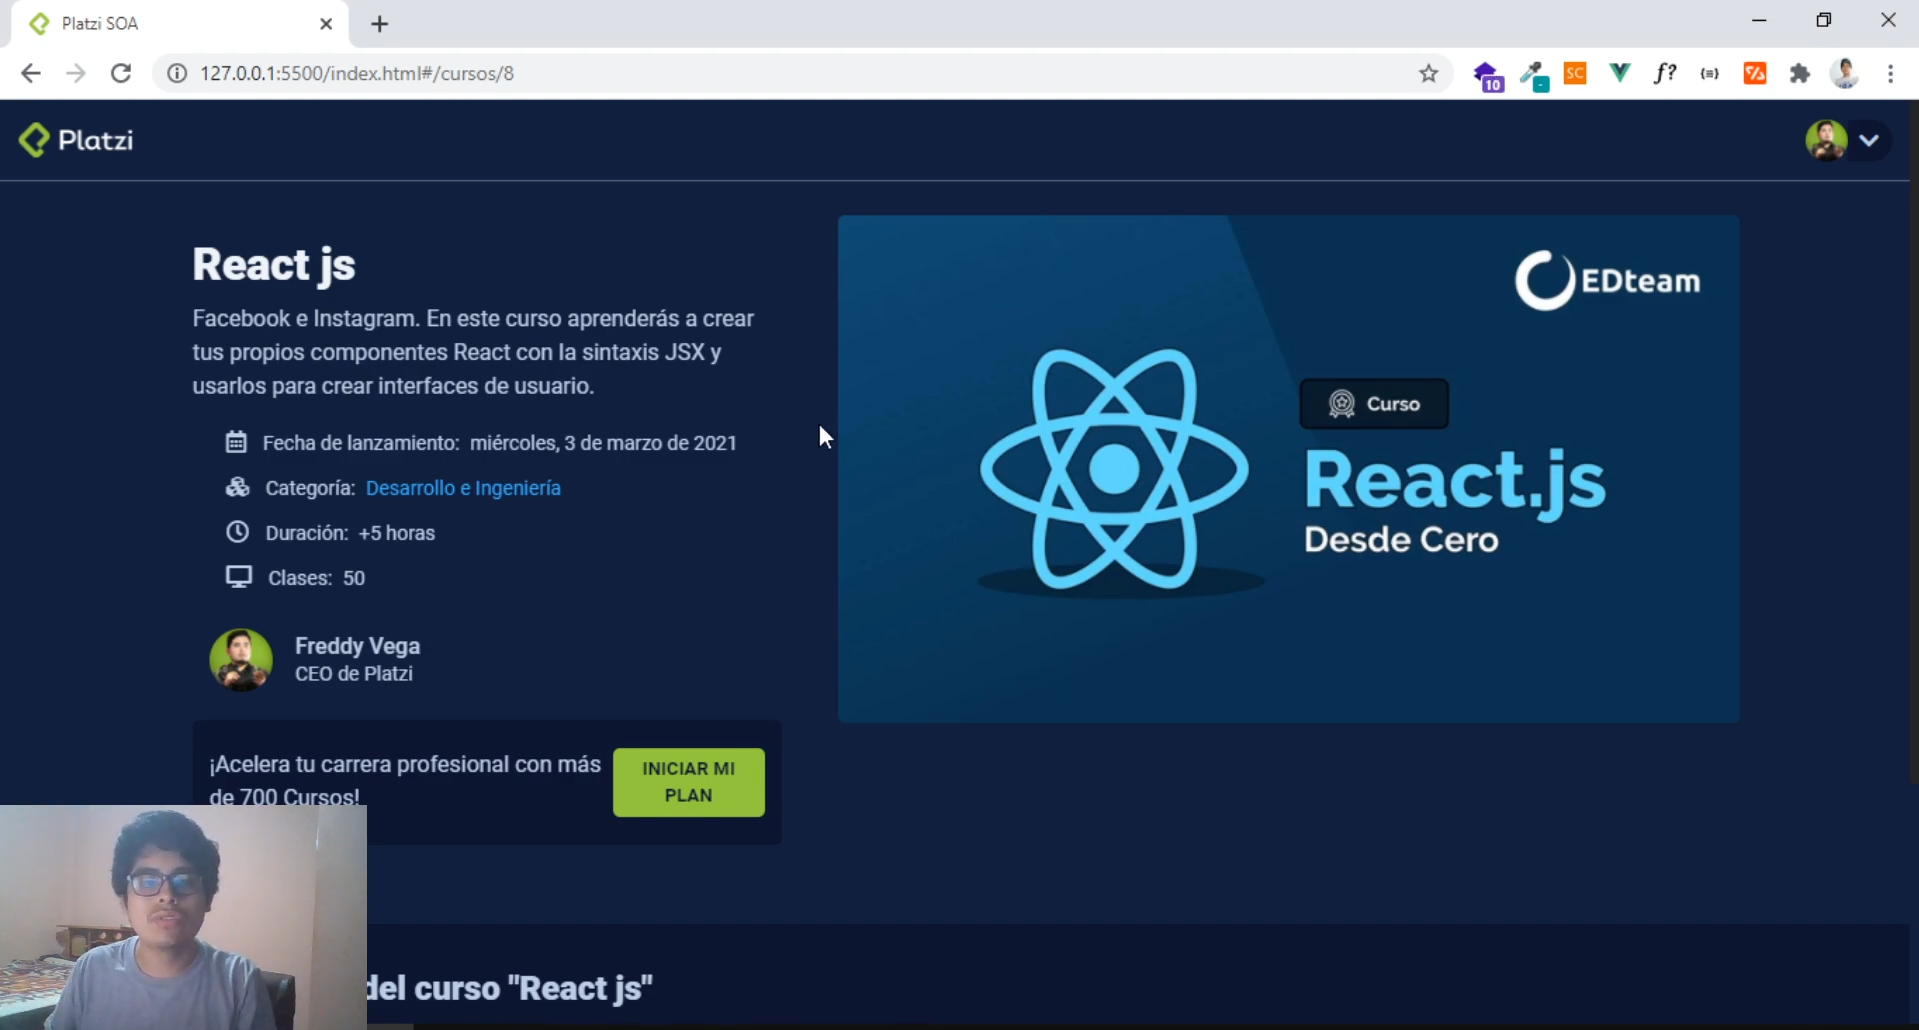 Platzi SOA
127.0.0.1:5500/index.html#/cursos/8
10
SC
f?
Platzi
React js
Facebook e Instagram. En este curso aprenderás a crear
tus propios componentes React con la sintaxis JSX y
usarlos para crear interfaces de usuario.
Fecha de lanzamiento: miércoles, 3 de marzo de 2021
Categoría: Desarrollo e Ingeniería
Duración: +5 horas
Clases: 50
Freddy Vega
CEO de Platzi
¡Acelera tu carrera profesional con más
de 700 Cursos!
INICIAR MI
PLAN
EDteam
Curso
React.js
Desde Cero
del curso "React js"